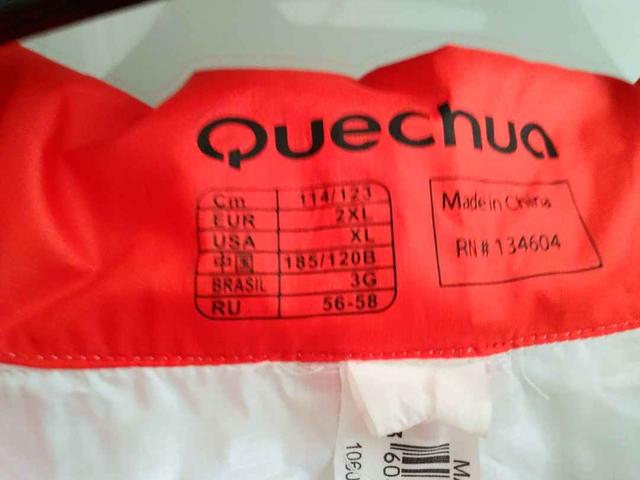 Quechua
Cm 114/123
EUR 2XL
USA XL
中国 185/120B
BRASIL 3G
RU 56-58
Made in China
RN # 134604